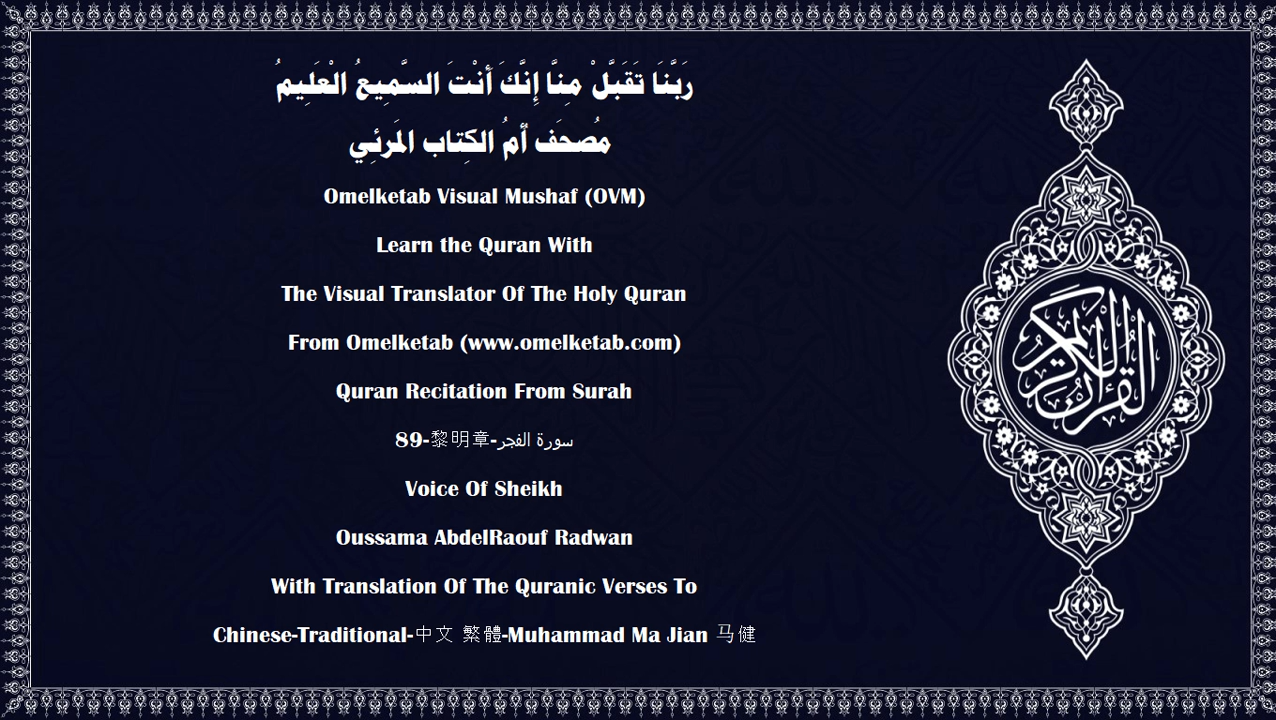 رَبَّنَا تَقَبَّلْ مِنَّا إِنَّكَ أَنْتَ السَّمِيعُ الْعَلِيمُ
مُصحَف أمُ الكِتاب المَرئِي
Omelketab Visual Mushaf (OVM)
Learn the Quran With
The Visual Translator Of The Holy Quran
From Omelketab (www.omelketab.com)
Quran Recitation From Surah
89-黎明章-سورة الفجر
Voice Of Sheikh
Oussama AbdelRaouf Radwan
With Translation Of The Quranic Verses To
Chinese-Traditional-中文 繁體-Muhammad Ma Jian 马健
القرآن الكريم